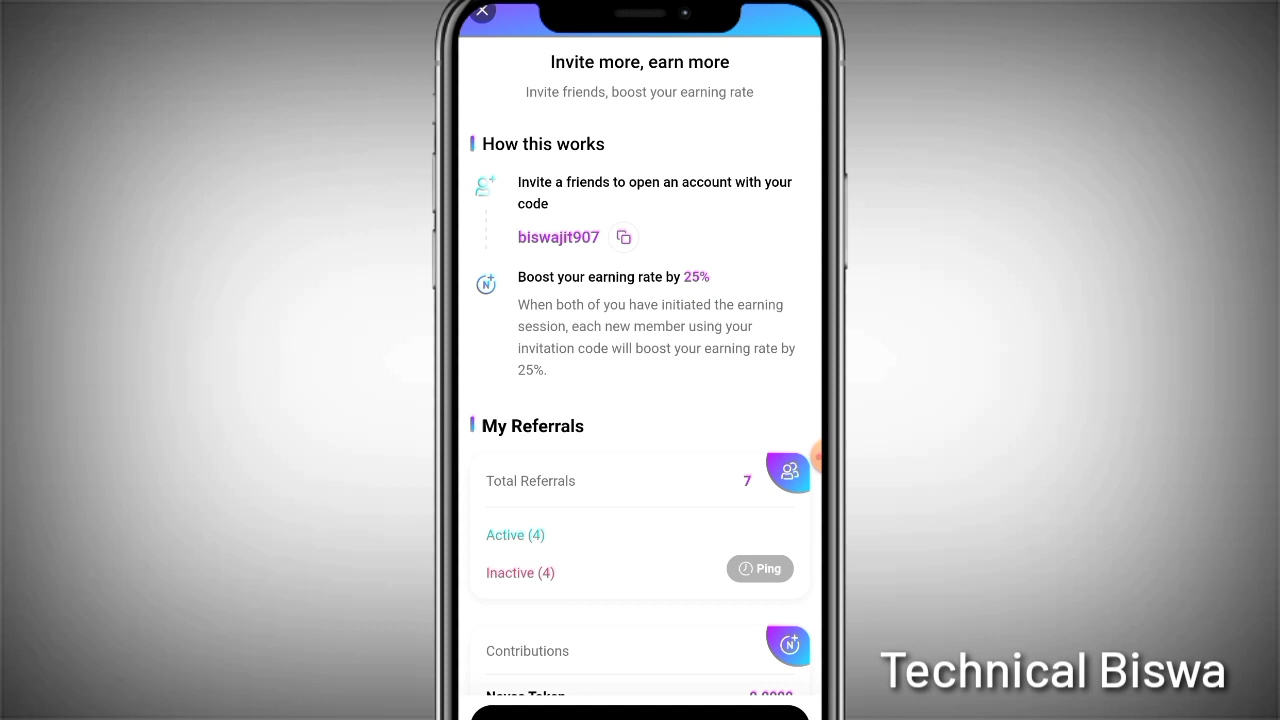 Invite more, earn more
Invite friends, boost your earning rate
How this works
Invite a friends to open an account with your
code
biswajit907
Boost your earning rate by 25%
When both of you have initiated the earning
session, each new member using your
invitation code will boost your earning rate by
25%.
My Referrals
Total Referrals 7
Active (4)
Inactive (4)
Ping
Contributions
Technical Biswa